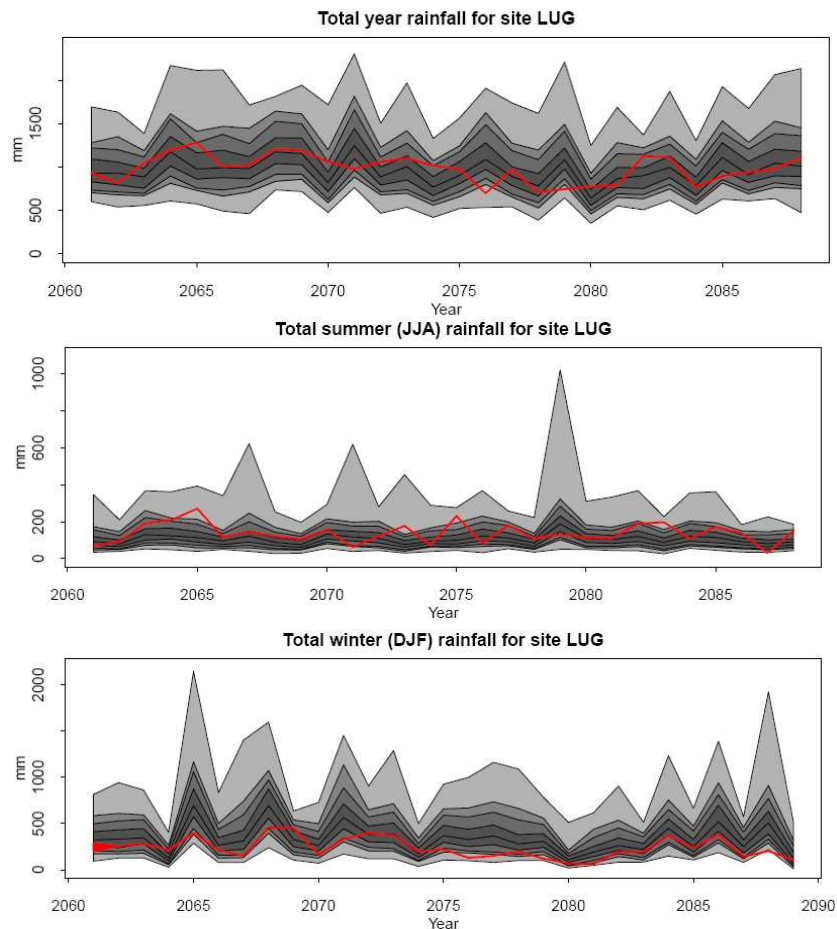 Total year rainfall for site LUG
mm
1500
500
0
2060 2065 2070 2075 2080 2085
Year
Total summer (JJA) rainfall for site LUG
mm
1000
600
200
0
2060 2065 2070 2075 2080 2085
Year
Total winter (DJF) rainfall for site LUG
mm
2000
1000
500
0
2060 2065 2070 2075 2080 2085 2090
Year